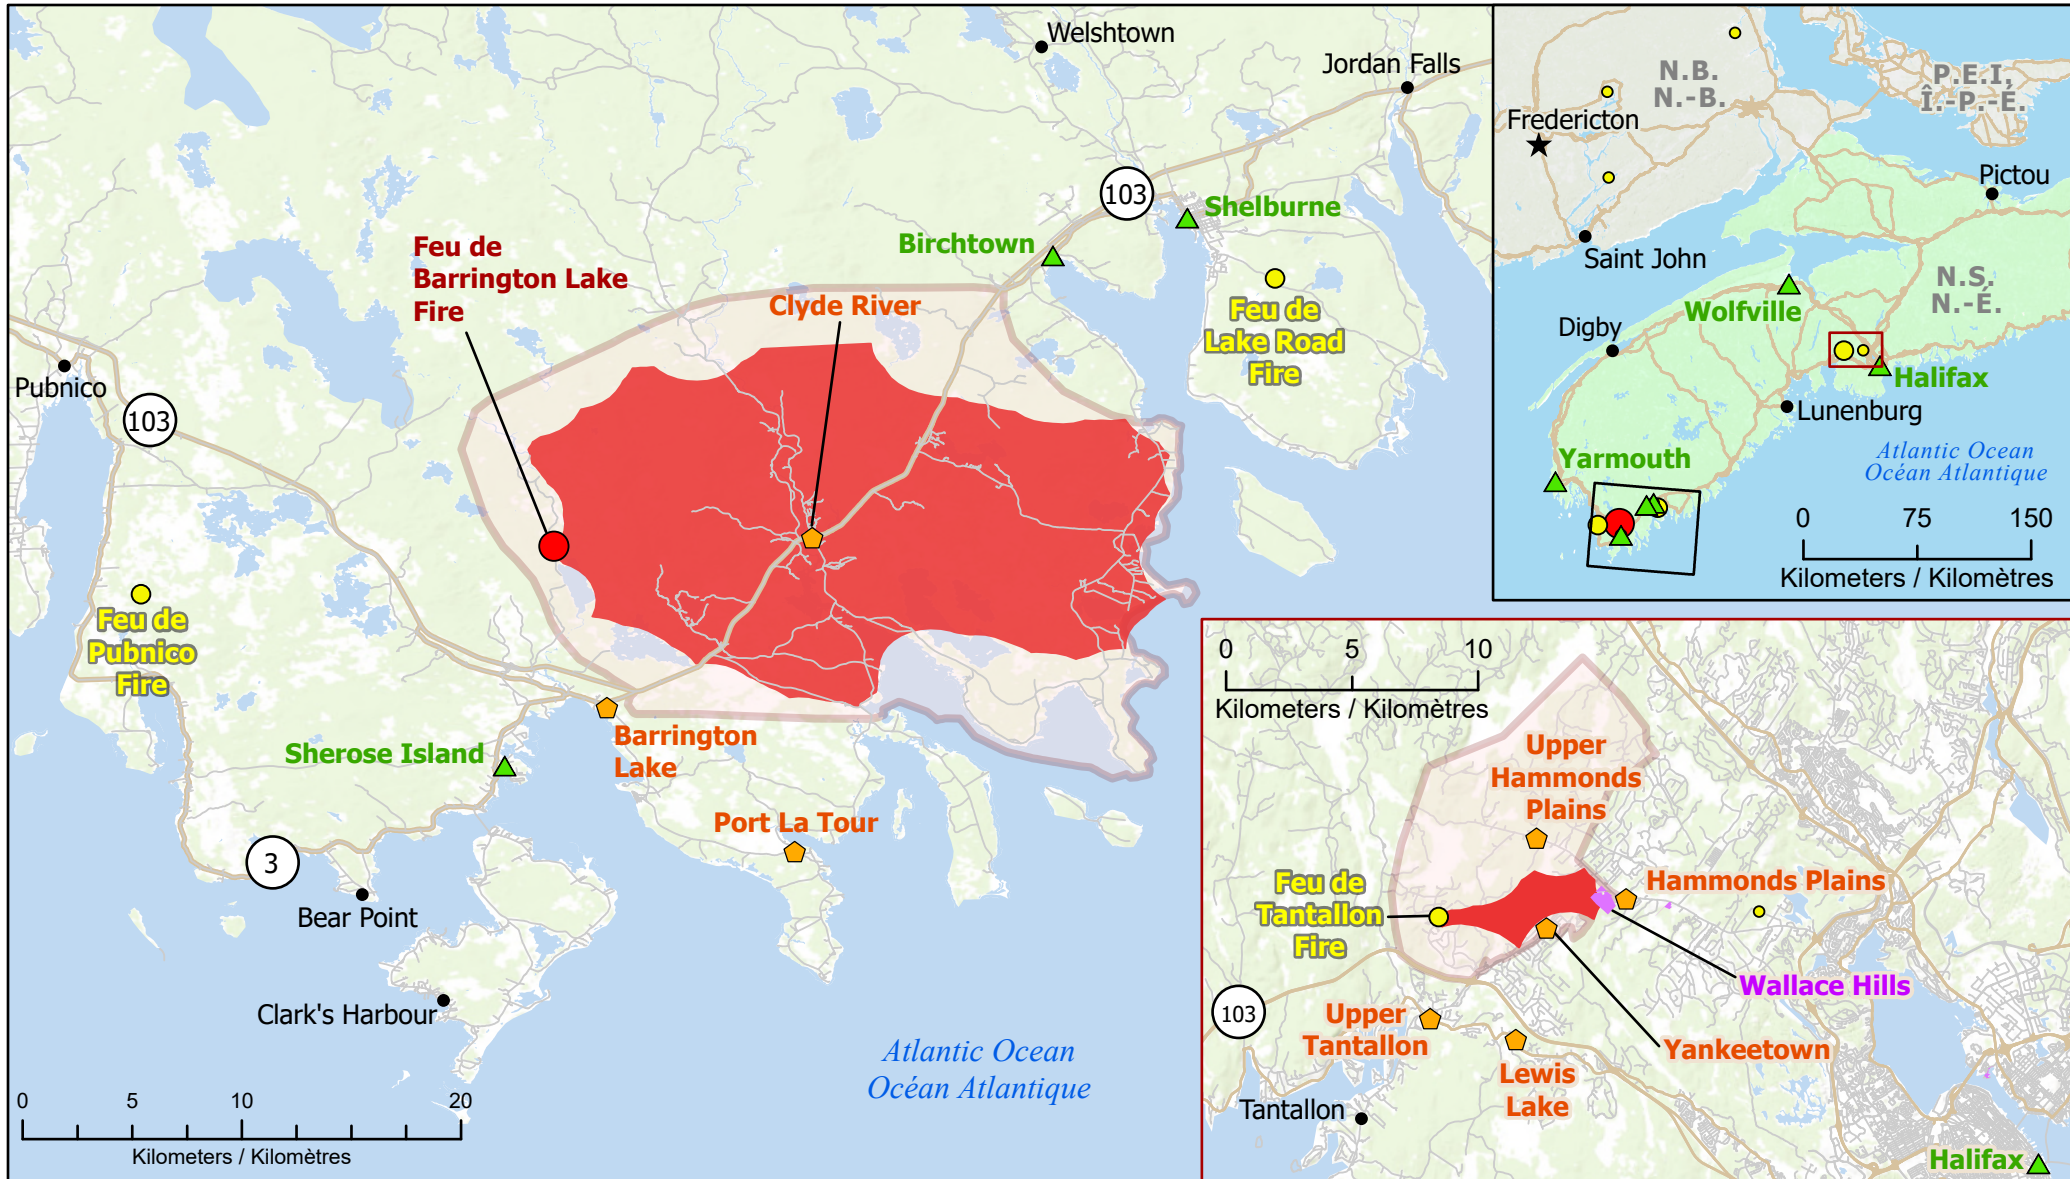 Welshtown
Jordan Falls
103
Shelburne
Birchtown
Feu de
Barrington Lake
Fire
Clyde River
Feu de
Lake Road
Fire
Pubnico
103
Feu de
Pubnico
Fire
Sherose Island
Barrington
Lake
Port La Tour
3
Bear Point
Clark's Harbour
Atlantic Ocean
Océan Atlantique
0 5 10 20
Kilometers / Kilomètres
N.B.
N.-B.
P.E.I.
Î.-P.-É.
Fredericton
Pictou
Saint John
N.S.
N.-É.
Wolfville
Digby
Halifax
Lunenburg
Atlantic Ocean
Océan Atlantique
Yarmouth
0 75 150
Kilometers / Kilomètres
0 5 10
Kilometers / Kilomètres
Upper
Hammonds
Plains
Hammonds Plains
Feu de
Tantallon
Fire
Wallace Hills
103
Upper
Tantallon
Yankeetown
Lewis
Lake
Tantallon
Halifax